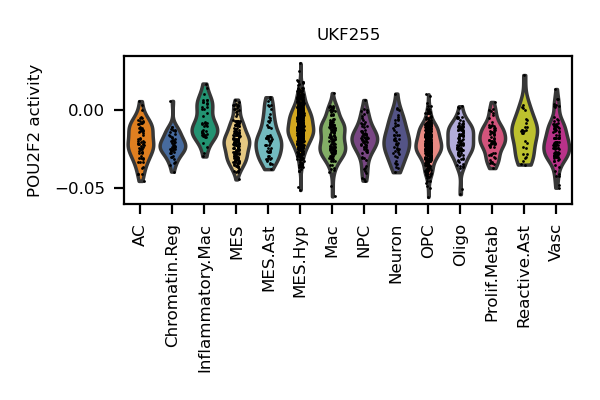 UKF255
POU2F2 activity
0.00
−0.05
AC
Chromatin.Reg
Inflammatory.Mac
MES
MES.Ast
MES.Hyp
Mac
NPC
Neuron
OPC
Oligo
Prolif.Metab
Reactive.Ast
Vasc